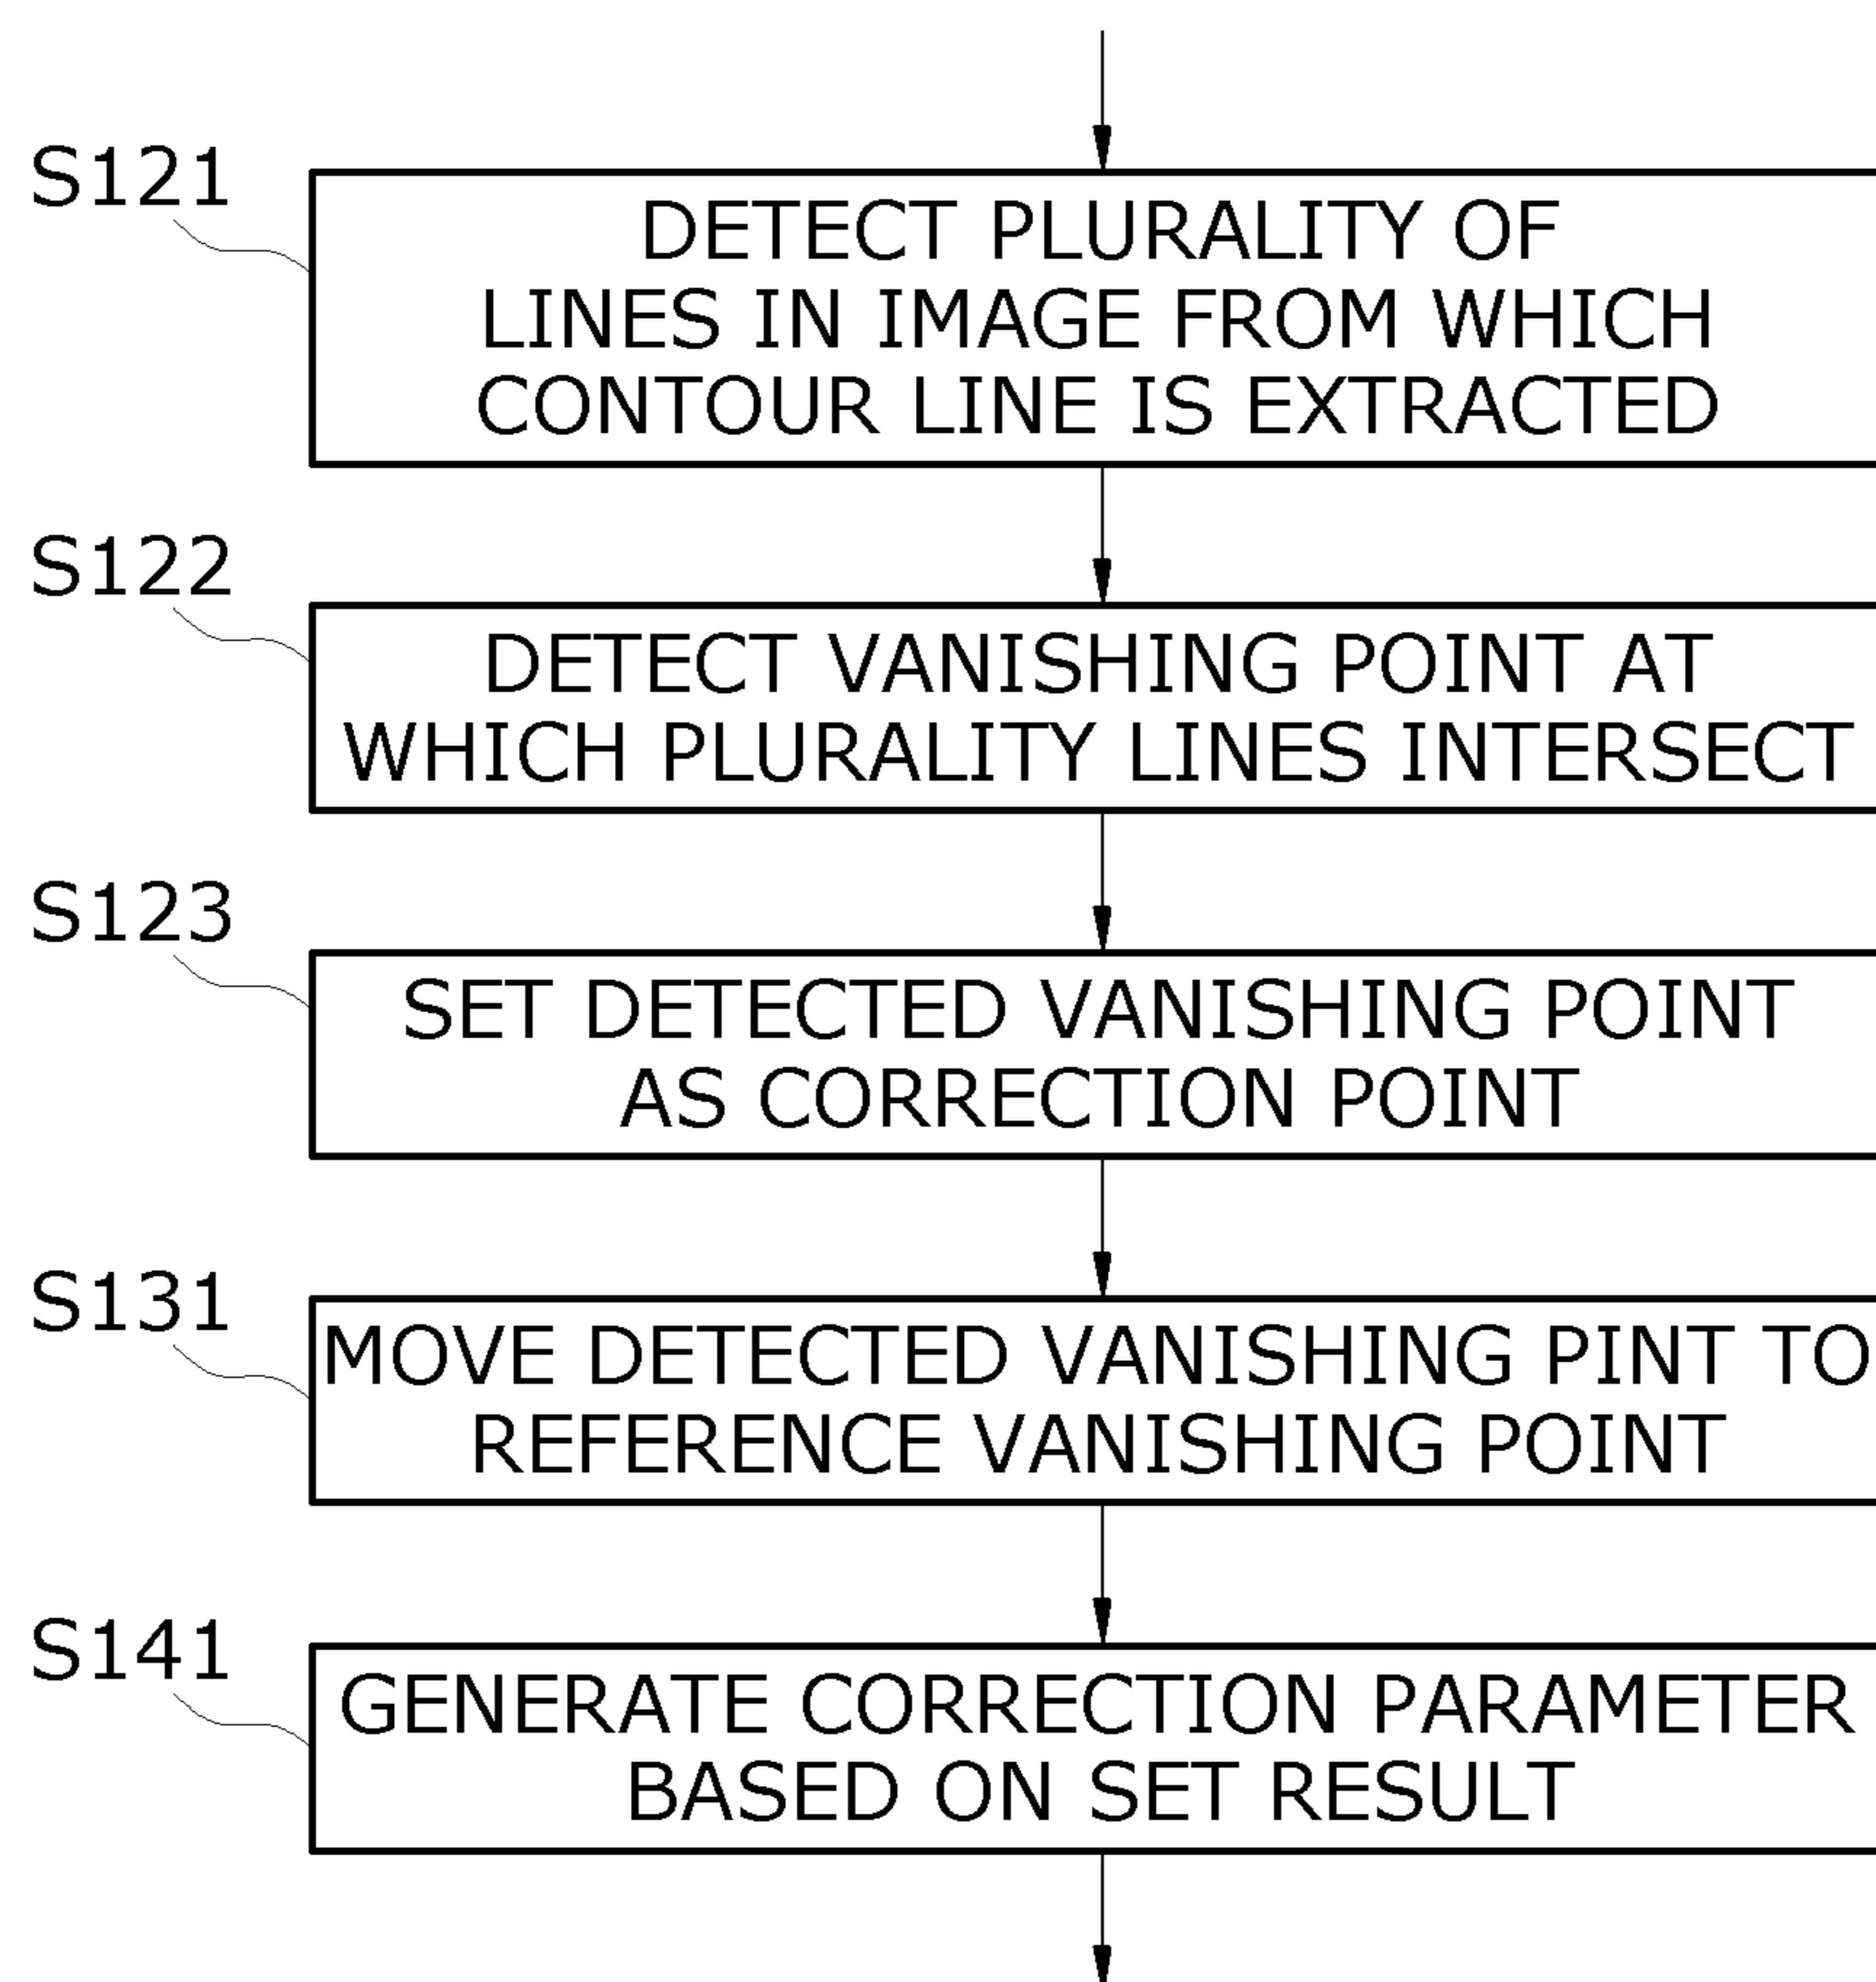 S121
DETECT PLURALITY OF
LINES IN IMAGE FROM WHICH
CONTOUR LINE IS EXTRACTED
S122
DETECT VANISHING POINT AT
WHICH PLURALITY LINES INTERSECT
S123
SET DETECTED VANISHING POINT
AS CORRECTION POINT
S131
MOVE DETECTED VANISHING PINT TO
REFERENCE VANISHING POINT
S141
GENERATE CORRECTION PARAMETER
BASED ON SET RESULT